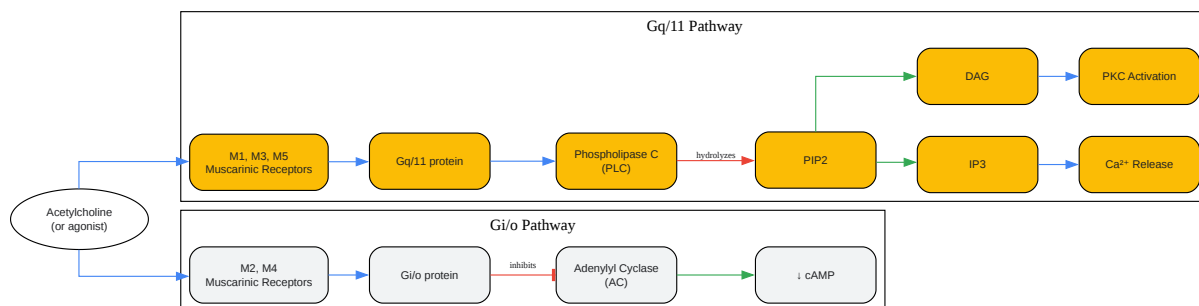 Gq/11 Pathway
DAG
PKC Activation
M1, M3, M5
Muscarinic Receptors
Gq/11 protein
Phospholipase C
(PLC)
hydrolyzes
PIP2
IP3
Ca²⁺ Release
Acetylcholine
(or agonist)
Gi/o Pathway
M2, M4
Muscarinic Receptors
Gi/o protein
inhibits
Adenylyl Cyclase
(AC)
↓ cAMP